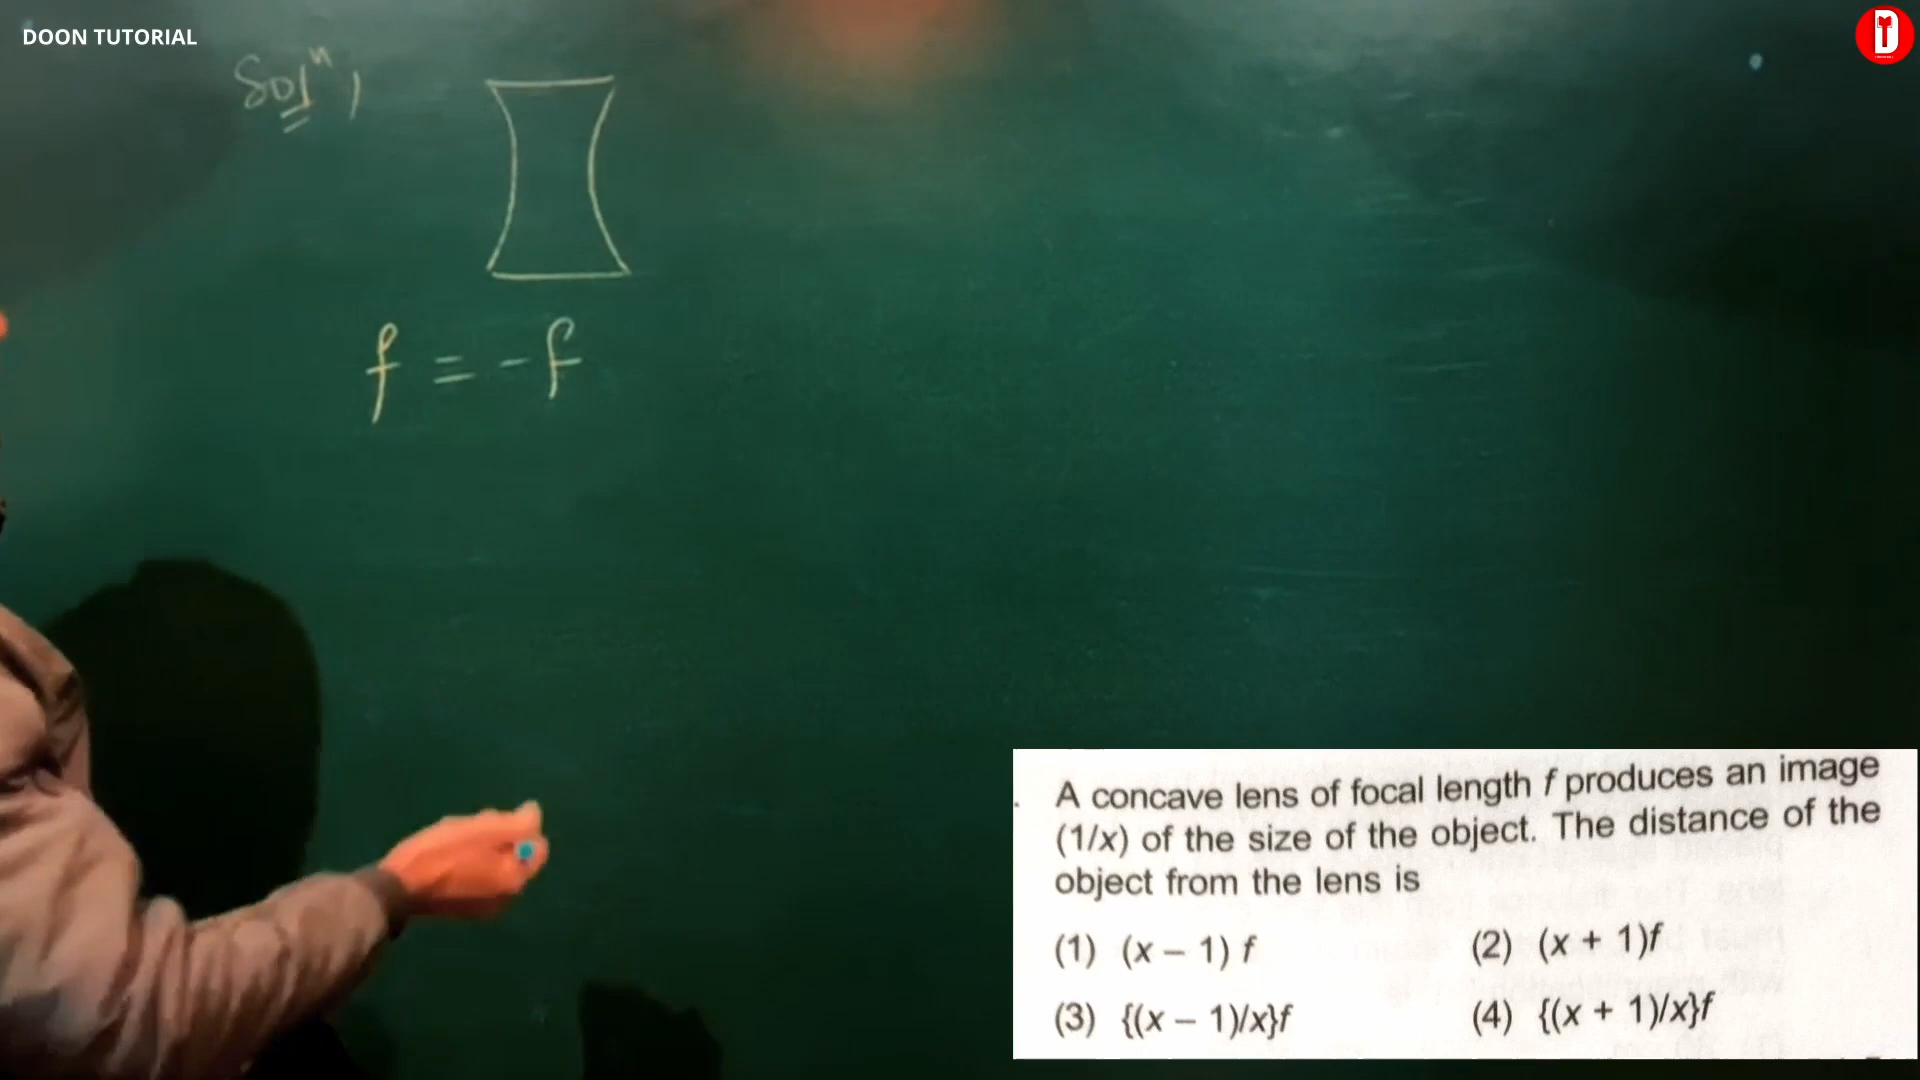 DOON TUTORIAL
Solⁿ,
f = -f
A concave lens of focal length f produces an image
(1/x) of the size of the object. The distance of the
object from the lens is
(1) (x – 1) f (2) (x + 1)f
(3) {(x – 1)/x}f (4) {(x + 1)/x}f